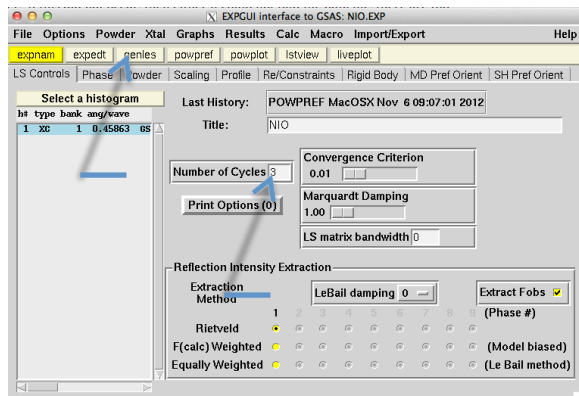 EXPGUI interface to GSAS: NIO.EXP
File Options Powder Xtal Graphs Results Calc Macro Import/Export Help
expnam expedt genles powpref powplot lstview liveplot
LS Controls Phase Powder Scaling Profile Re/Constraints Rigid Body MD Pref Orient SH Pref Orient
Select a histogram
h# type bank ang/wave
1 XC 1 0.45863 GS
Last History: POWPREF MacOSX Nov 6 09:07:01 2012
Title: NIO
Number of Cycles 3
Convergence Criterion
0.01
Print Options (0)
Marquardt Damping
1.00
LS matrix bandwidth 0
Reflection Intensity Extraction
Extraction Method
LeBail damping 0
Extract Fobs
1 2 3 4 5 6 7 8 9 (Phase #)
Rietveld
F(calc) Weighted (Model biased)
Equally Weighted (Le Bail method)